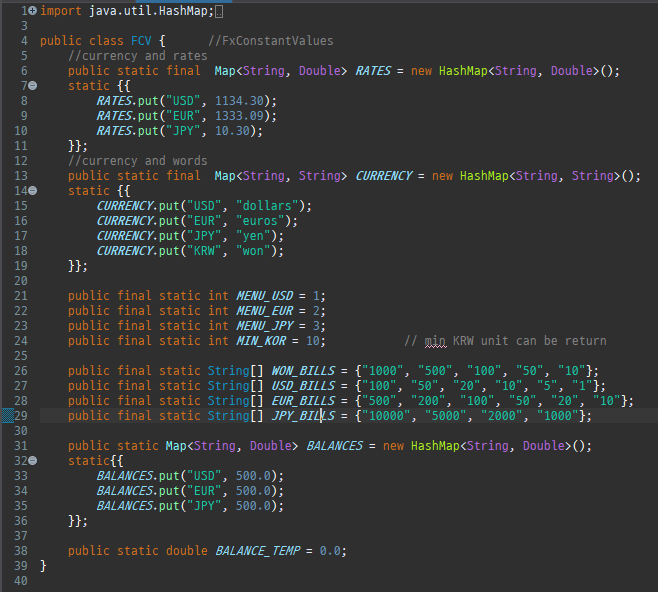 1 import java.util.HashMap;
3
4 public class FCV {      //FxConstantValues
5     //currency and rates
6     public static final  Map<String, Double> RATES = new HashMap<String, Double>();
7     static {{
8         RATES.put("USD", 1134.30);
9         RATES.put("EUR", 1333.09);
10         RATES.put("JPY", 10.30);
11     }};
12     //currency and words
13     public static final  Map<String, String> CURRENCY = new HashMap<String, String>();
14     static {{
15         CURRENCY.put("USD", "dollars");
16         CURRENCY.put("EUR", "euros");
17         CURRENCY.put("JPY", "yen");
18         CURRENCY.put("KRW", "won");
19     }};
20
21     public final static int MENU_USD = 1;
22     public final static int MENU_EUR = 2;
23     public final static int MENU_JPY = 3;
24     public final static int MIN_KOR = 10;           // min KRW unit can be return
25
26     public final static String[] WON_BILLS = {"1000", "500", "100", "50", "10"};
27     public final static String[] USD_BILLS = {"100", "50", "20", "10", "5", "1"};
28     public final static String[] EUR_BILLS = {"500", "200", "100", "50", "20", "10"};
29     public final static String[] JPY_BILLS = {"10000", "5000", "2000", "1000"};
30
31     public static Map<String, Double> BALANCES = new HashMap<String, Double>();
32     static{{
33         BALANCES.put("USD", 500.0);
34         BALANCES.put("EUR", 500.0);
35         BALANCES.put("JPY", 500.0);
36     }};
37
38     public static double BALANCE_TEMP = 0.0;
39 }
40